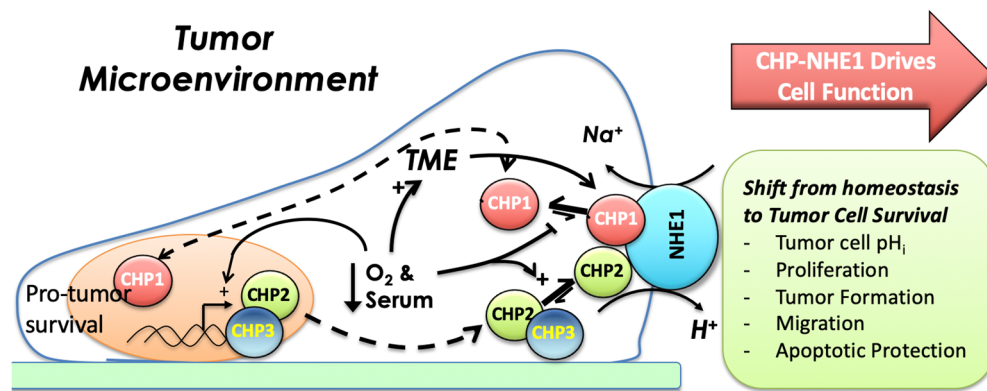 Tumor
Microenvironment
CHP-NHE1 Drives
Cell Function
Na⁺
TME
+
CHP1
CHP1
NHE1
CHP2
+
CHP2
CHP3
H⁺
O₂ &
Serum
CHP1
+
CHP2
CHP3
Pro-tumor
survival
Shift from homeostasis
to Tumor Cell Survival
- Tumor cell pHᵢ
- Proliferation
- Tumor Formation
- Migration
- Apoptotic Protection